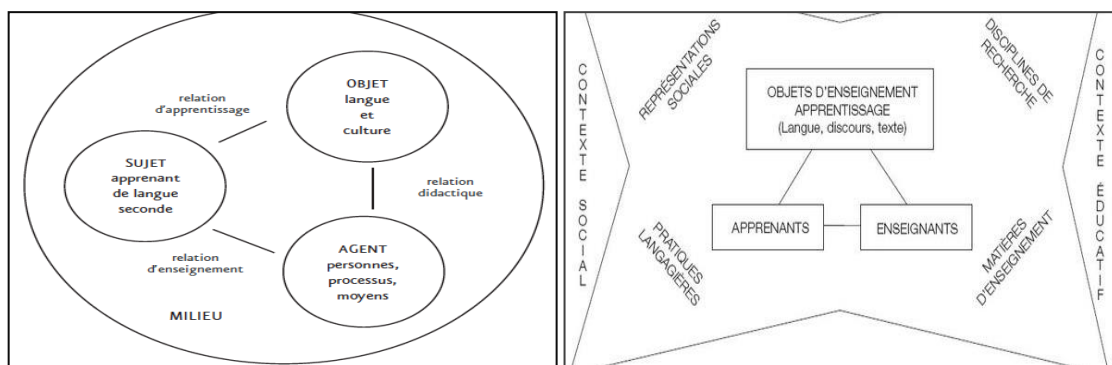 OBJET
langue
et
culture
relation
d'apprentissage
SUJET
apprenant
de langue
seconde
relation
didactique
relation
d'enseignement
AGENT
personnes,
processus,
moyens
MILIEU
CONTEXTE SOCIAL
REPRÉSENTATIONS
SOCIALES
DISCIPLINES DE
RECHERCHE
OBJETS D'ENSEIGNEMENT
APPRENTISSAGE
(Langue, discours, texte)
APPRENANTS
ENSEIGNANTS
PRATIQUES
LANGAGIÈRES
MATIÈRES
D'ENSEIGNEMENT
CONTEXTE ÉDUCATIF